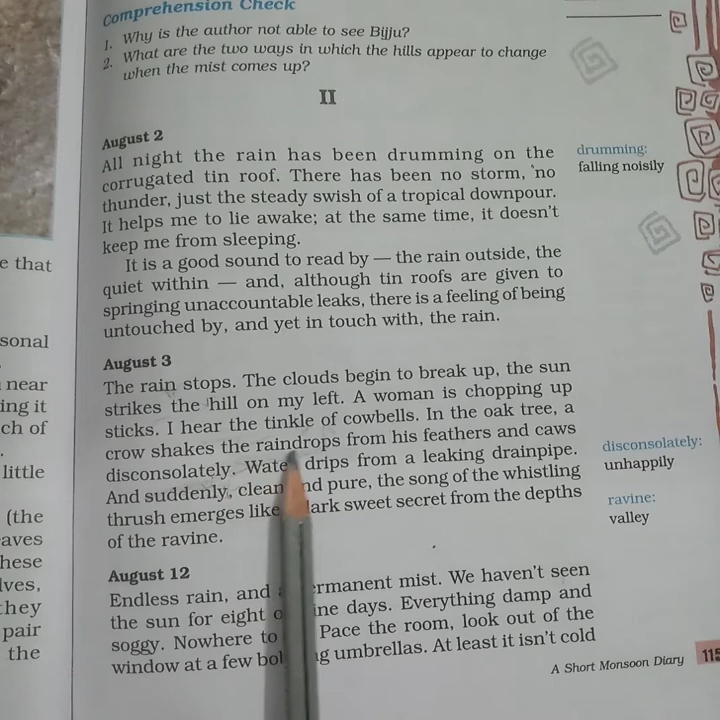 Comprehension Check
1. Why is the author not able to see Bijju?
2. What are the two ways in which the hills appear to change
when the mist comes up?
II
August 2
All night the rain has been drumming on the
corrugated tin roof. There has been no storm, no
thunder, just the steady swish of a tropical downpour.
It helps me to lie awake; at the same time, it doesn't
keep me from sleeping.
It is a good sound to read by — the rain outside, the
quiet within — and, although tin roofs are given to
springing unaccountable leaks, there is a feeling of being
untouched by, and yet in touch with, the rain.
drumming:
falling noisily
August 3
The rain stops. The clouds begin to break up, the sun
strikes the hill on my left. A woman is chopping up
sticks. I hear the tinkle of cowbells. In the oak tree, a
crow shakes the raindrops from his feathers and caws
disconsolately. Wate drips from a leaking drainpipe.
And suddenly, clean nd pure, the song of the whistling
thrush emerges like ark sweet secret from the depths
of the ravine.
disconsolately:
unhappily
ravine:
valley
August 12
Endless rain, and a ermanent mist. We haven't seen
the sun for eight o ine days. Everything damp and
soggy. Nowhere to Pace the room, look out of the
window at a few bo g umbrellas. At least it isn't cold
A Short Monsoon Diary 115
e that
sonal
near
ing it
ch of
little
(the
aves
hese
lves,
they
pair
the